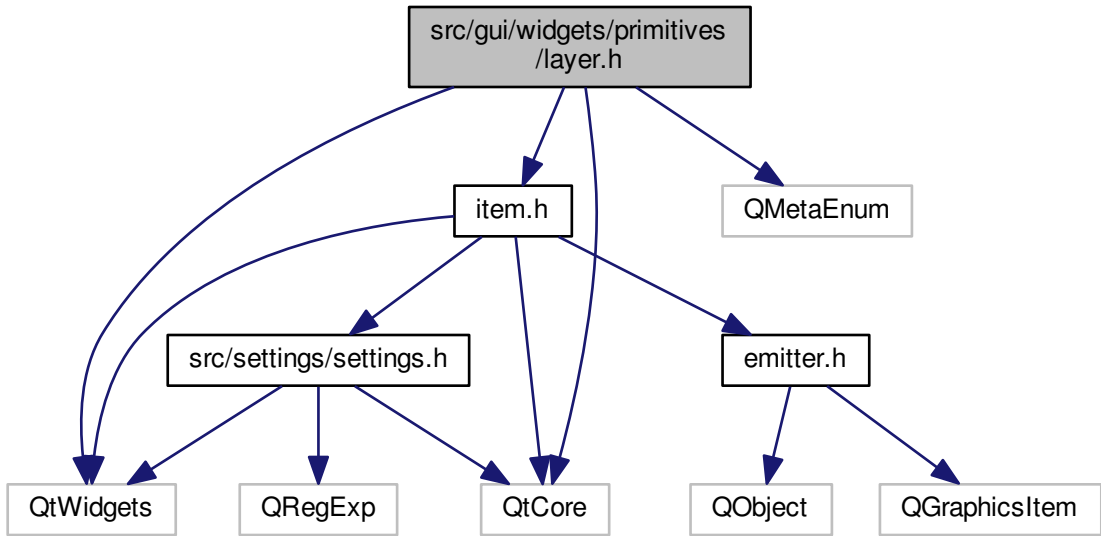 src/gui/widgets/primitives
/layer.h
item.h
QMetaEnum
src/settings/settings.h
emitter.h
QtWidgets
QRegExp
QtCore
QObject
QGraphicsItem